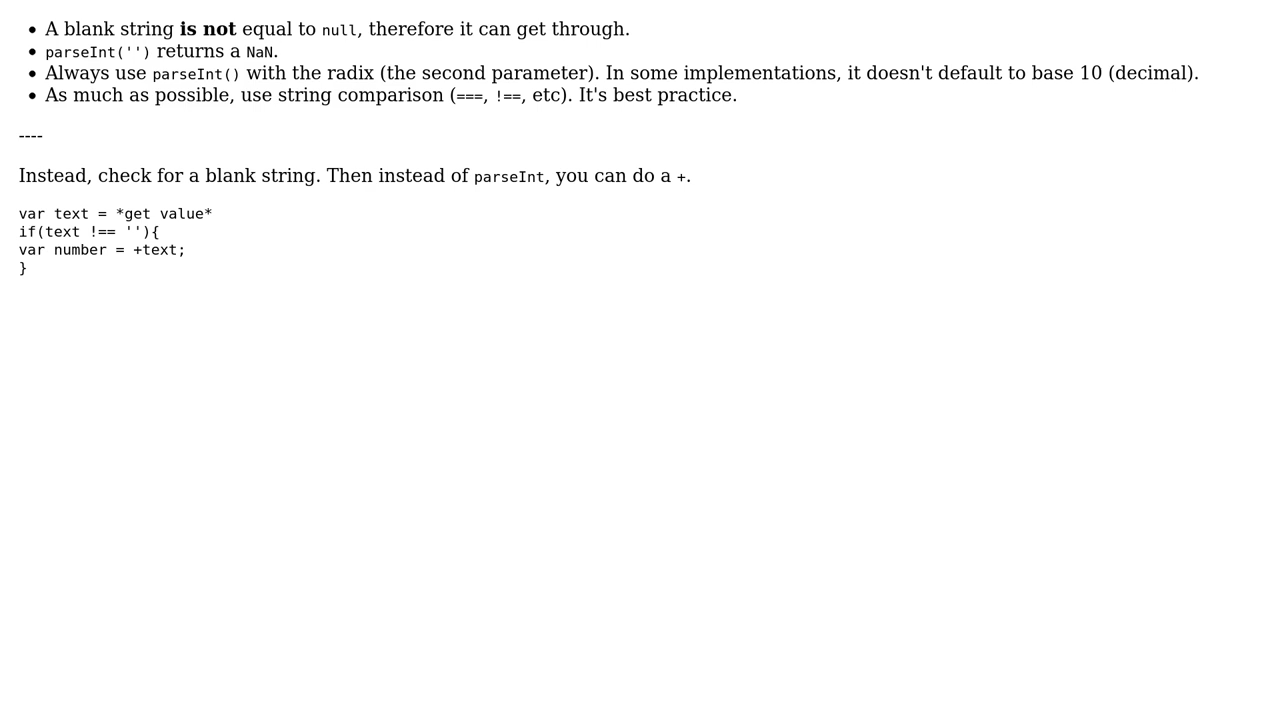 • A blank string is not equal to null, therefore it can get through.
• parseInt('') returns a NaN.
• Always use parseInt() with the radix (the second parameter). In some implementations, it doesn't default to base 10 (decimal).
• As much as possible, use string comparison (===, !==, etc). It's best practice.
----
Instead, check for a blank string. Then instead of parseInt, you can do a +.
var text = *get value*
if(text !== ''){
var number = +text;
}